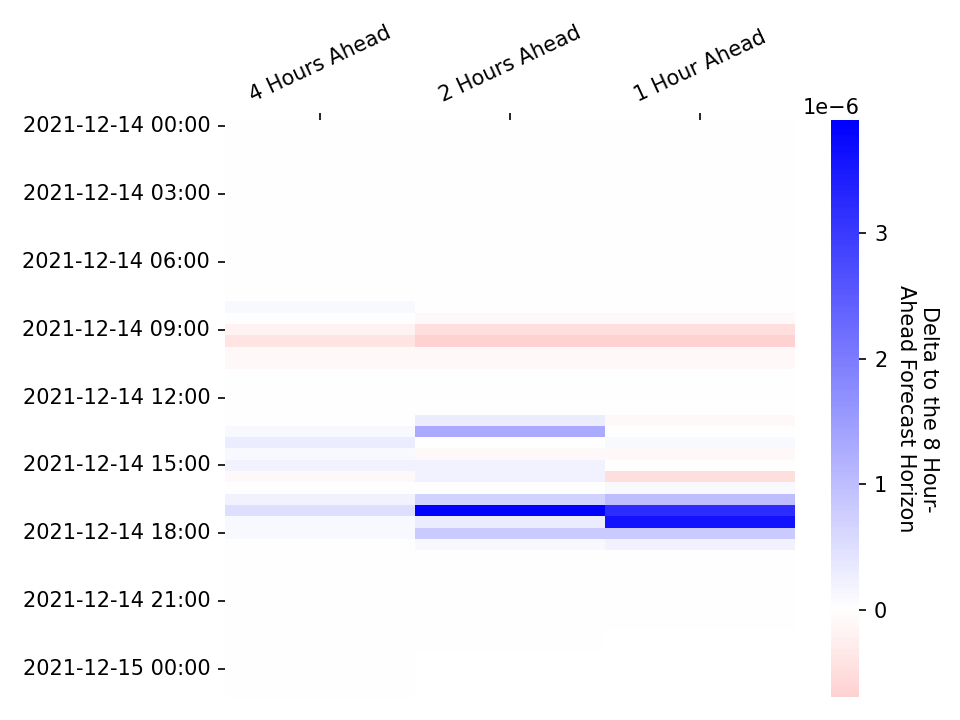 4 Hours Ahead
2 Hours Ahead
1 Hour Ahead
1e−6
2021-12-14 00:00
2021-12-14 03:00
2021-12-14 06:00
2021-12-14 09:00
2021-12-14 12:00
2021-12-14 15:00
2021-12-14 18:00
2021-12-14 21:00
2021-12-15 00:00
3
2
1
0
Delta to the 8 Hour-
Ahead Forecast Horizon